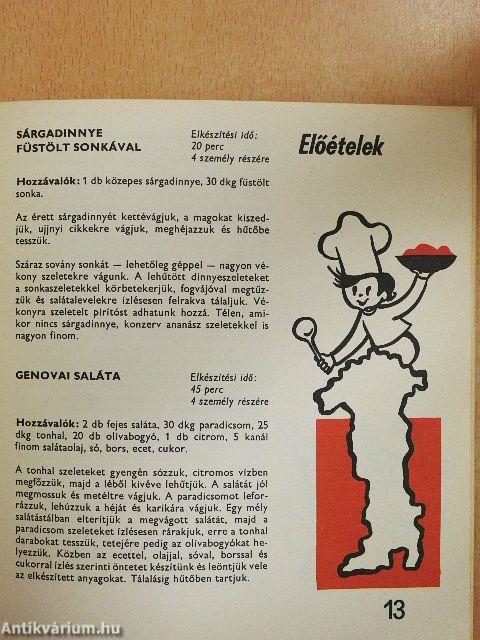 SÁRGADINNYE
FÜSTÖLT SONKÁVAL
Elkészítési idő:
20 perc
4 személy részére
Hozzávalók: 1 db közepes sárgadinnye, 30 dkg füstölt
sonka.
Az érett sárgadinnyét kettévágjuk, a magokat kiszed-
jük, ujjnyi cikkekre vágjuk, meghéjazzuk és hűtőbe
tesszük.
Száraz sovány sonkát — lehetőleg géppel — nagyon vé-
kony szeletekre vágunk. A lehűtött dinnyeszeleteket
a sonkaszeletekkel körbetekerjük, fogvájóval megtűz-
zük és salátalevelekre ízlésesen felrakva tálaljuk. Vé-
konyra szeletelt pirítóst adhatunk hozzá. Télen, ami-
kor nincs sárgadinnye, konzerv ananász szeletekkel is
nagyon finom.
GENOVAI SALÁTA
Elkészítési idő:
45 perc
4 személy részére
Hozzávalók: 2 db fejes saláta, 30 dkg paradicsom, 25
dkg tonhal, 20 db olivabogyó, 1 db citrom, 5 kanál
finom salátaolaj, só, bors, ecet, cukor.
A tonhal szeleteket gyengén sózzuk, citromos vízben
megfőzzük, majd a léből kivéve lehűtjük. A salátát jól
megmossuk és metéltre vágjuk. A paradicsomot lefor-
rázzuk, lehúzzuk a héját és karikára vágjuk. Egy mély
salátástálban elterítjük a megvágott salátát, majd a
paradicsom szeleteket ízlésesen rárakjuk, erre a tonhal
darabokat tesszük, tetejére pedig az olivabogyókat he-
lyezzük. Közben az ecettel, olajjal, sóval, borssal és
cukorral ízlés szerinti öntetet készítünk és leöntjük vele
az elkészített anyagokat. Tálalásig hűtőben tartjuk.
Előételek
13
Antikvárium.hu